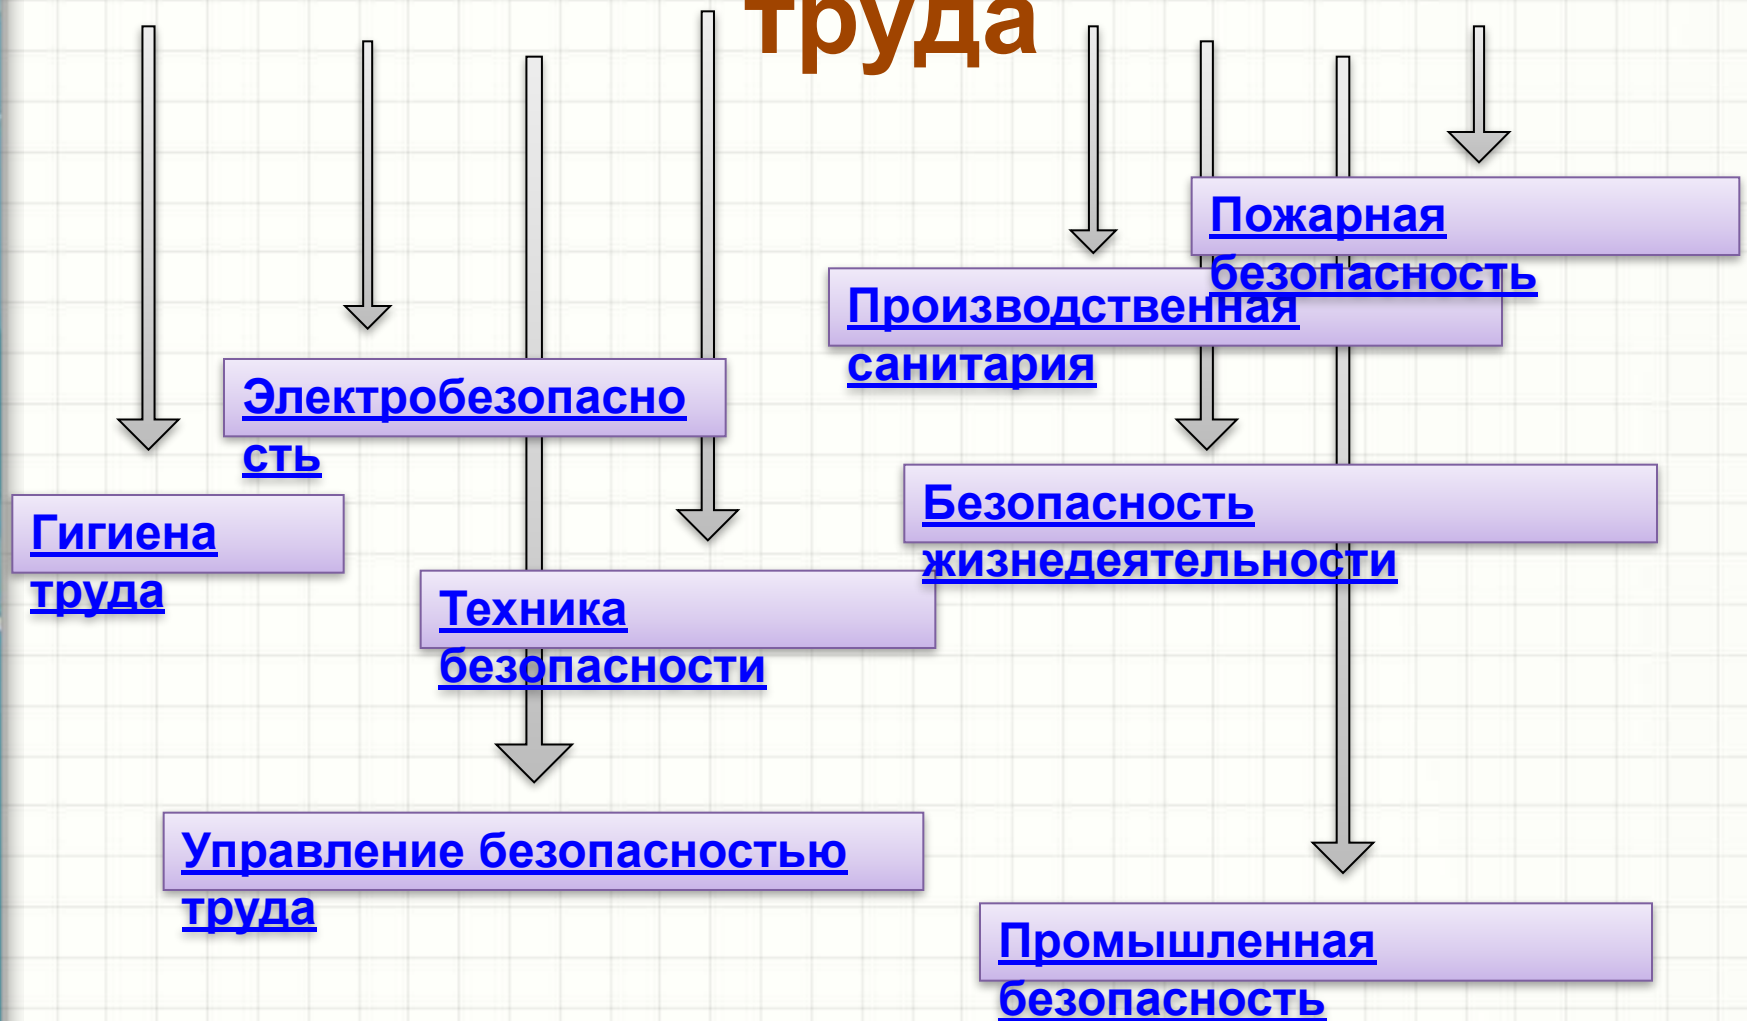 труда
Пожарная
безопасность
Производственная
санитария
Электробезопасно
сть
Безопасность
жизнедеятельности
Гигиена
труда
Техника
безопасности
Управление безопасностью
труда
Промышленная
безопасность